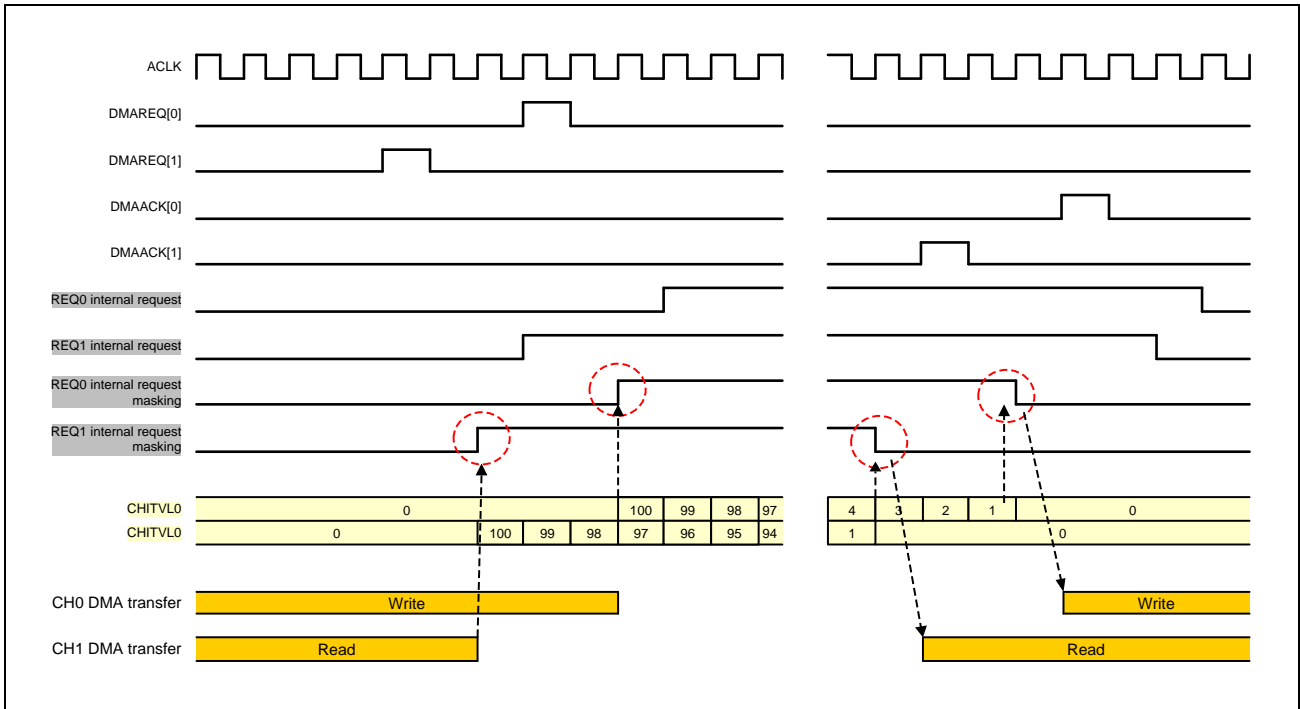 ACLK
DMAREQ[0]
DMAREQ[1]
DMAACK[0]
DMAACK[1]
REQ0 internal request
REQ1 internal request
REQ0 internal request
masking
REQ1 internal request
masking
CHITVL0 0 100 99 98 97 4 3 2 1 0
CHITVL0 0 100 99 98 97 96 95 94 1 0
CH0 DMA transfer Write Write
CH1 DMA transfer Read Read